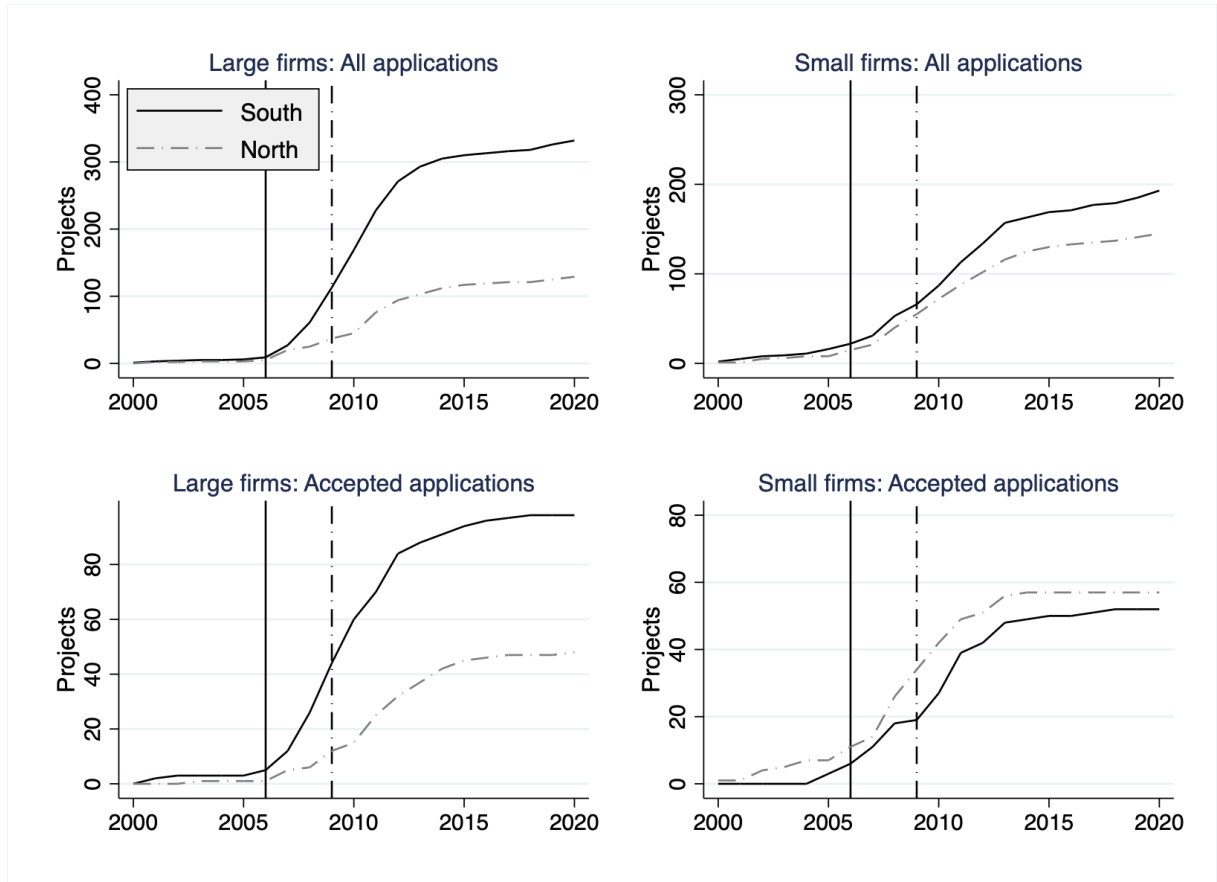 Large firms: All applications
Projects
0 100 200 300 400
South
North
2000 2005 2010 2015 2020
Small firms: All applications
Projects
0 100 200 300
2000 2005 2010 2015 2020
Large firms: Accepted applications
Projects
0 20 40 60 80
2000 2005 2010 2015 2020
Small firms: Accepted applications
Projects
0 20 40 60 80
2000 2005 2010 2015 2020